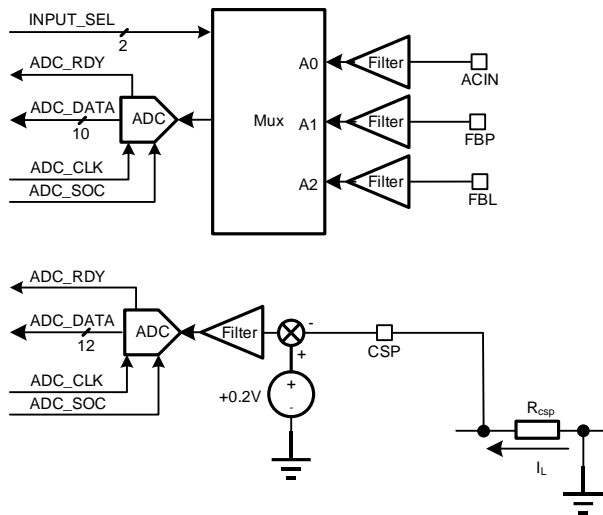 INPUT_SEL
2
ADC_RDY
ADC_DATA
10
ADC
ADC_CLK
ADC_SOC
Mux
A0
Filter
ACIN
A1
Filter
FBP
A2
Filter
FBL
ADC_RDY
ADC_DATA
12
ADC
ADC_CLK
ADC_SOC
Filter
-
+
CSP
+0.2V
+
-
Rcsp
IL